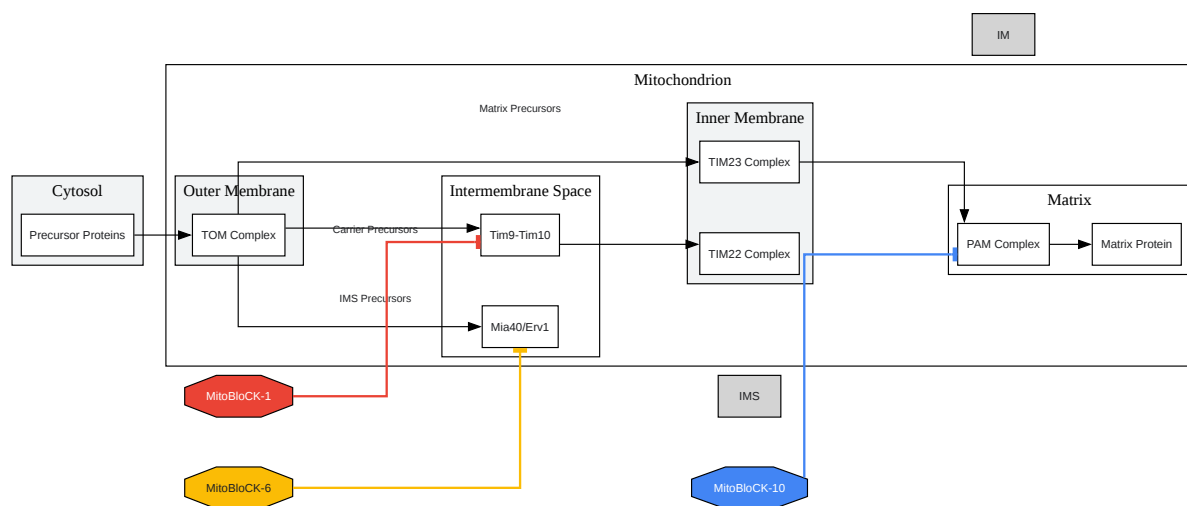 IM
Mitochondrion
Matrix Precursors
Inner Membrane
TIM23 Complex
Cytosol
Outer Membrane
Intermembrane Space
Matrix
Precursor Proteins
TOM Complex
Carrier Precursors
Tim9-Tim10
TIM22 Complex
PAM Complex
Matrix Protein
IMS Precursors
Mia40/Erv1
MitoBloCK-1
IMS
MitoBloCK-6
MitoBloCK-10